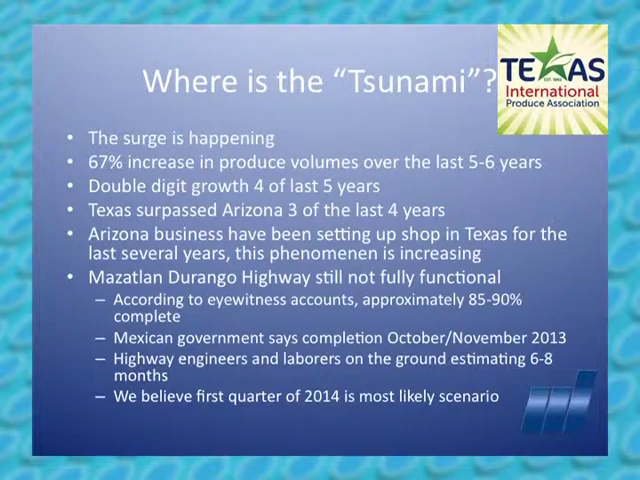 Where is the “Tsunami”?
TEXAS
EST. 1942
International
Produce Association
• The surge is happening
• 67% increase in produce volumes over the last 5-6 years
• Double digit growth 4 of last 5 years
• Texas surpassed Arizona 3 of the last 4 years
• Arizona business have been setting up shop in Texas for the
last several years, this phenomenen is increasing
• Mazatlan Durango Highway still not fully functional
– According to eyewitness accounts, approximately 85-90%
complete
– Mexican government says completion October/November 2013
– Highway engineers and laborers on the ground estimating 6-8
months
– We believe first quarter of 2014 is most likely scenario